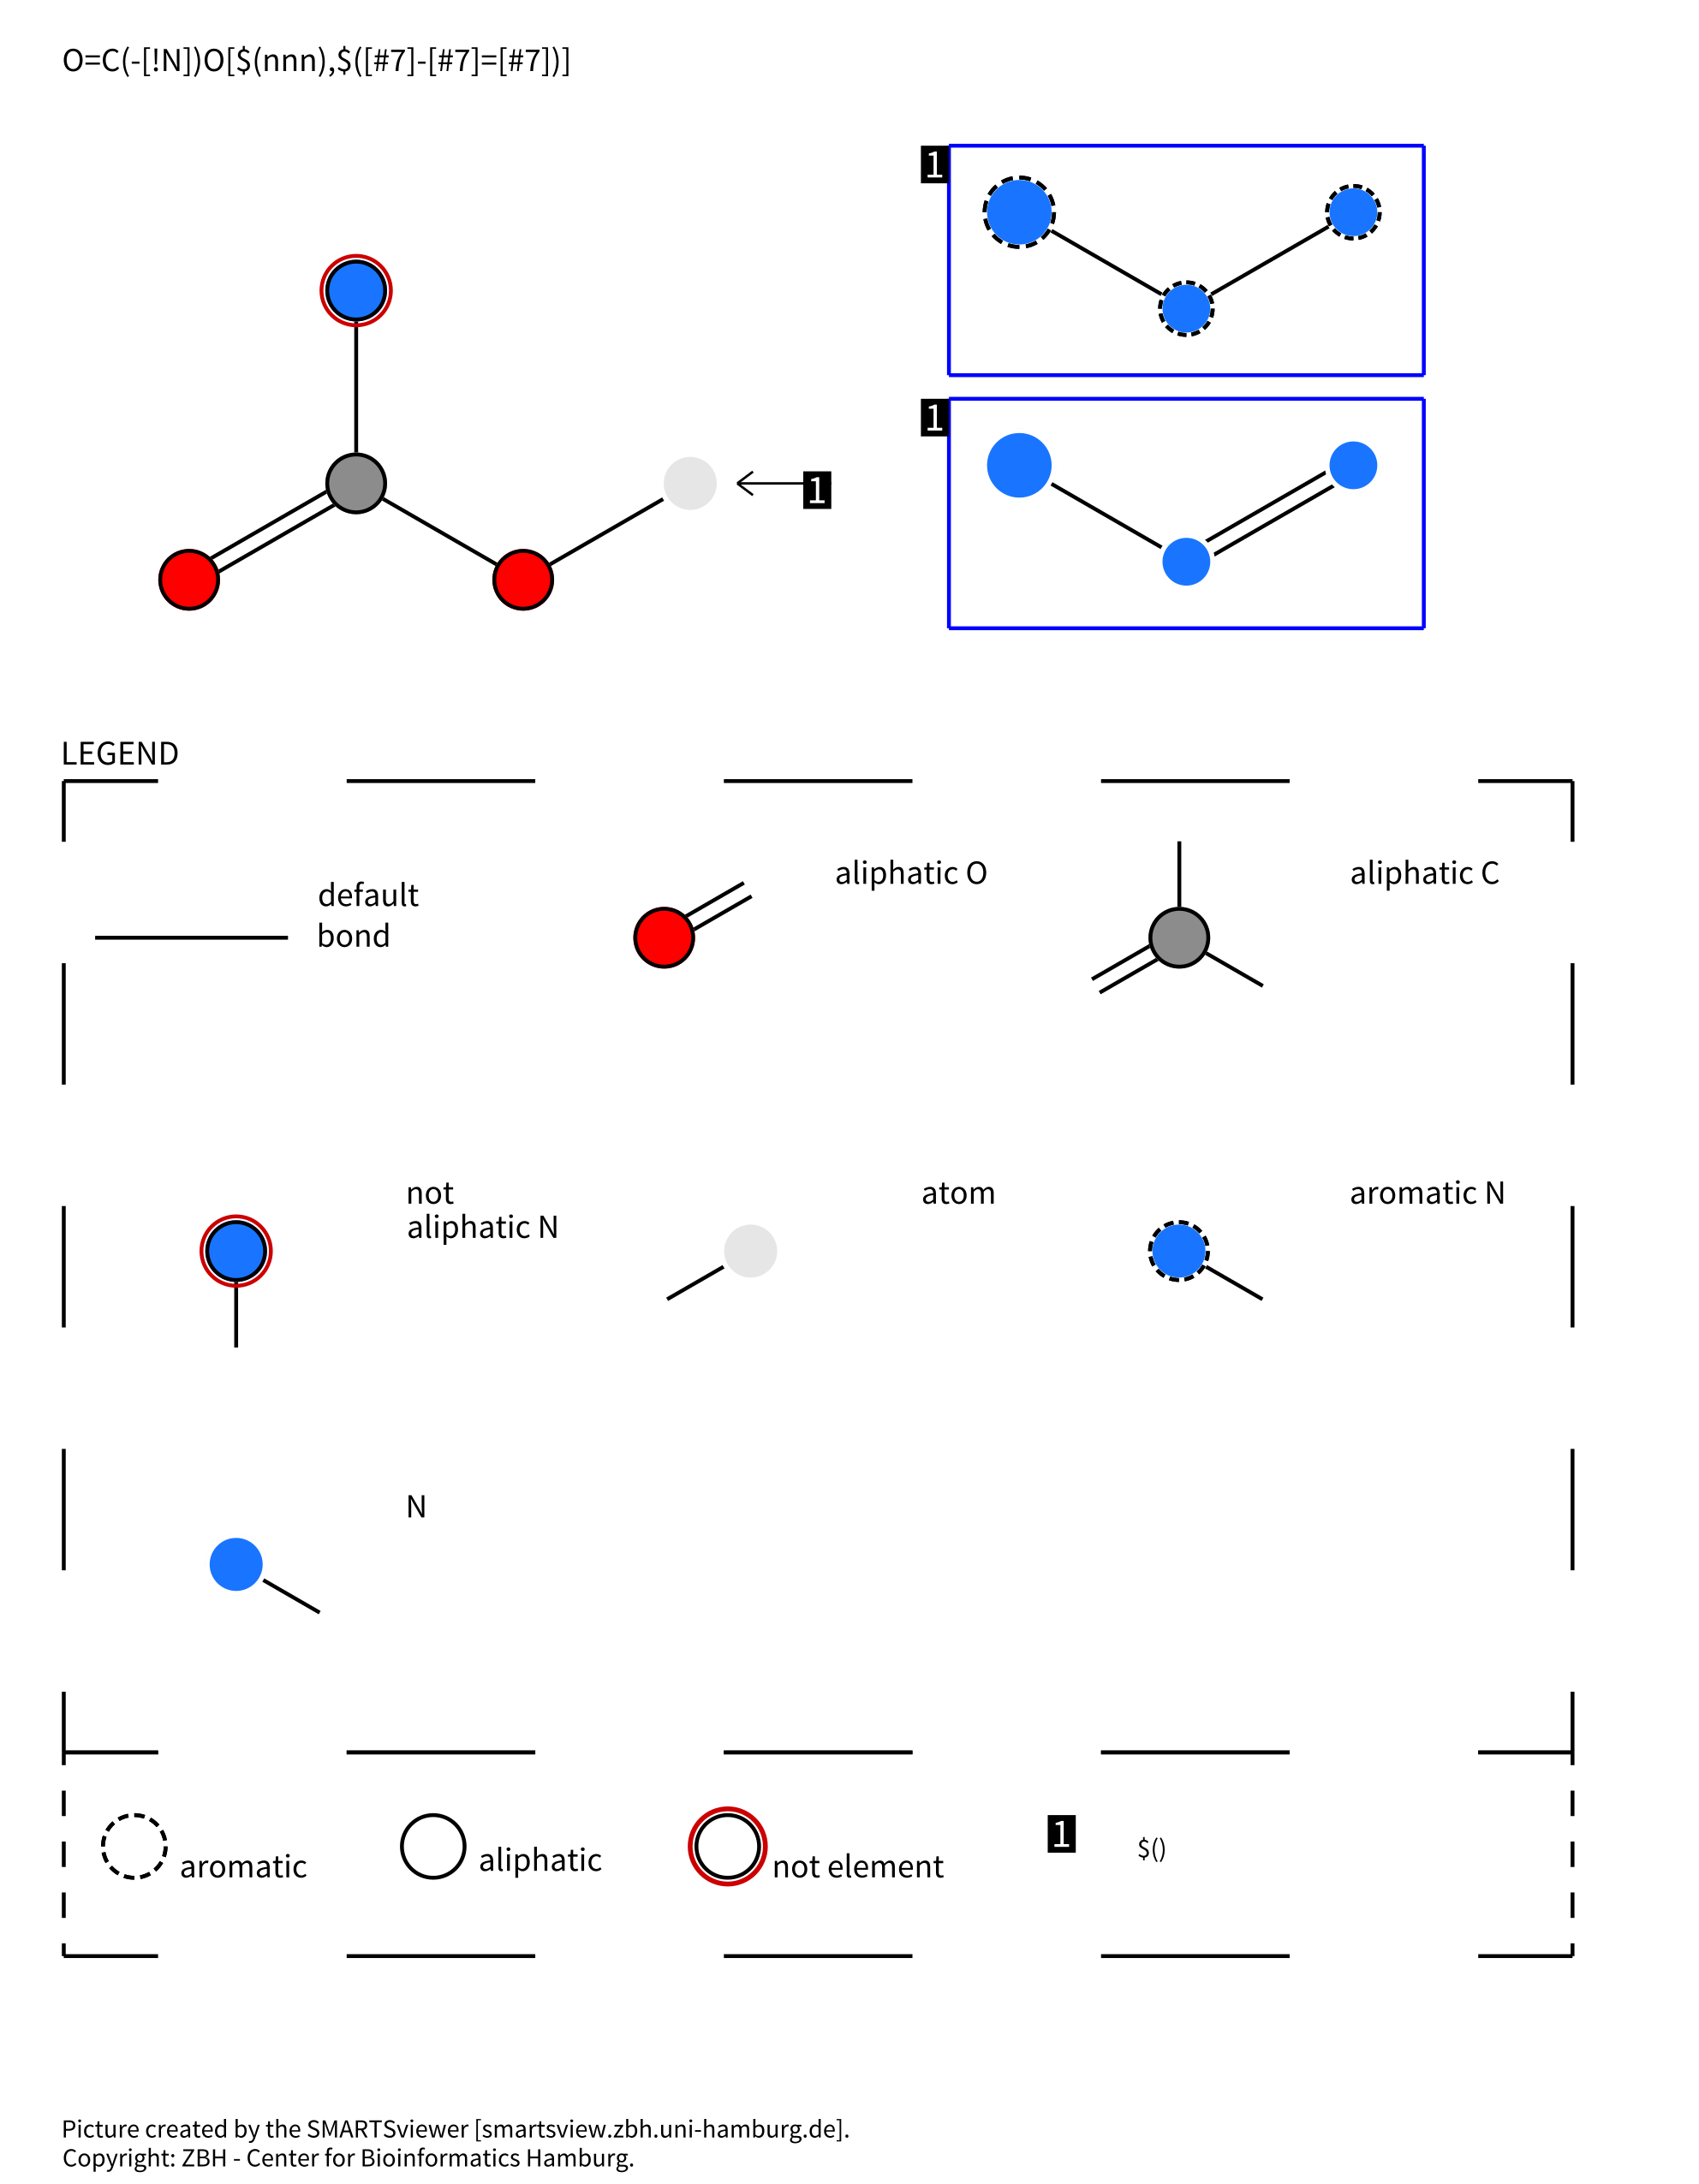 O=C(-[!N])O[$(nnn),$([#7]-[#7]=[#7])]
1
1
1
LEGEND
default
bond
aliphatic O
aliphatic C
not
aliphatic N
atom
aromatic N
N
aromatic
aliphatic
not element
1
$()
Picture created by the SMARTSviewer [smartsview.zbh.uni-hamburg.de].
Copyright: ZBH - Center for Bioinformatics Hamburg.